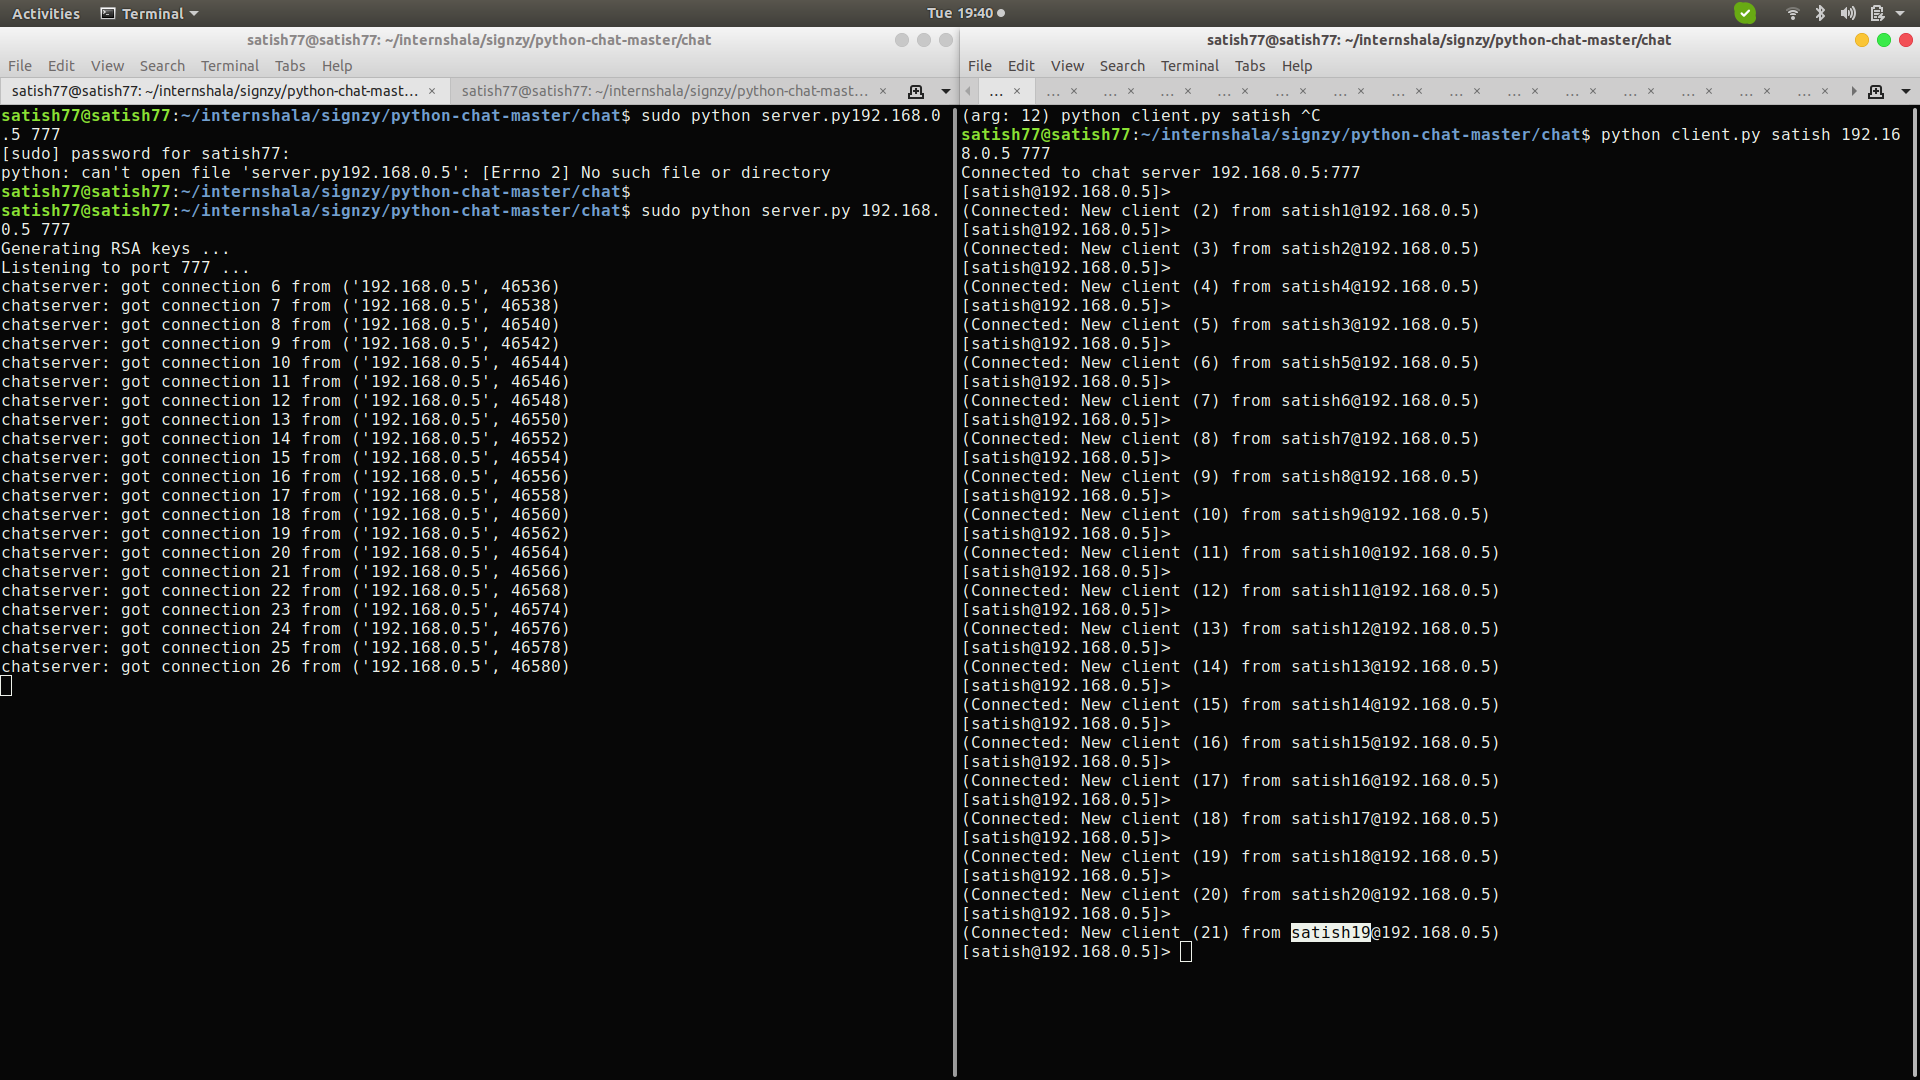 Activities Terminal Tue 19:40
satish77@satish77: ~/internshala/signzy/python-chat-master/chat
File Edit View Search Terminal Tabs Help
satish77@satish77: ~/internshala/signzy/python-chat-mast... × satish77@satish77: ~/internshala/signzy/python-chat-mast... ×
satish77@satish77:~/internshala/signzy/python-chat-master/chat$ sudo python server.py192.168.0
.5 777
[sudo] password for satish77:
python: can't open file 'server.py192.168.0.5': [Errno 2] No such file or directory
satish77@satish77:~/internshala/signzy/python-chat-master/chat$
satish77@satish77:~/internshala/signzy/python-chat-master/chat$ sudo python server.py 192.168.
0.5 777
Generating RSA keys ...
Listening to port 777 ...
chatserver: got connection 6 from ('192.168.0.5', 46536)
chatserver: got connection 7 from ('192.168.0.5', 46538)
chatserver: got connection 8 from ('192.168.0.5', 46540)
chatserver: got connection 9 from ('192.168.0.5', 46542)
chatserver: got connection 10 from ('192.168.0.5', 46544)
chatserver: got connection 11 from ('192.168.0.5', 46546)
chatserver: got connection 12 from ('192.168.0.5', 46548)
chatserver: got connection 13 from ('192.168.0.5', 46550)
chatserver: got connection 14 from ('192.168.0.5', 46552)
chatserver: got connection 15 from ('192.168.0.5', 46554)
chatserver: got connection 16 from ('192.168.0.5', 46556)
chatserver: got connection 17 from ('192.168.0.5', 46558)
chatserver: got connection 18 from ('192.168.0.5', 46560)
chatserver: got connection 19 from ('192.168.0.5', 46562)
chatserver: got connection 20 from ('192.168.0.5', 46564)
chatserver: got connection 21 from ('192.168.0.5', 46566)
chatserver: got connection 22 from ('192.168.0.5', 46568)
chatserver: got connection 23 from ('192.168.0.5', 46574)
chatserver: got connection 24 from ('192.168.0.5', 46576)
chatserver: got connection 25 from ('192.168.0.5', 46578)
chatserver: got connection 26 from ('192.168.0.5', 46580)
satish77@satish77: ~/internshala/signzy/python-chat-master/chat
File Edit View Search Terminal Tabs Help
... × ... × ... × ... × ... × ... × ... × ... × ... × ... × ... × ... × ... × ... × ... ×
(arg: 12) python client.py satish ^C
satish77@satish77:~/internshala/signzy/python-chat-master/chat$ python client.py satish 192.16
8.0.5 777
Connected to chat server 192.168.0.5:777
[satish@192.168.0.5]>
(Connected: New client (2) from satish1@192.168.0.5)
[satish@192.168.0.5]>
(Connected: New client (3) from satish2@192.168.0.5)
[satish@192.168.0.5]>
(Connected: New client (4) from satish4@192.168.0.5)
[satish@192.168.0.5]>
(Connected: New client (5) from satish3@192.168.0.5)
[satish@192.168.0.5]>
(Connected: New client (6) from satish5@192.168.0.5)
[satish@192.168.0.5]>
(Connected: New client (7) from satish6@192.168.0.5)
[satish@192.168.0.5]>
(Connected: New client (8) from satish7@192.168.0.5)
[satish@192.168.0.5]>
(Connected: New client (9) from satish8@192.168.0.5)
[satish@192.168.0.5]>
(Connected: New client (10) from satish9@192.168.0.5)
[satish@192.168.0.5]>
(Connected: New client (11) from satish10@192.168.0.5)
[satish@192.168.0.5]>
(Connected: New client (12) from satish11@192.168.0.5)
[satish@192.168.0.5]>
(Connected: New client (13) from satish12@192.168.0.5)
[satish@192.168.0.5]>
(Connected: New client (14) from satish13@192.168.0.5)
[satish@192.168.0.5]>
(Connected: New client (15) from satish14@192.168.0.5)
[satish@192.168.0.5]>
(Connected: New client (16) from satish15@192.168.0.5)
[satish@192.168.0.5]>
(Connected: New client (17) from satish16@192.168.0.5)
[satish@192.168.0.5]>
(Connected: New client (18) from satish17@192.168.0.5)
[satish@192.168.0.5]>
(Connected: New client (19) from satish18@192.168.0.5)
[satish@192.168.0.5]>
(Connected: New client (20) from satish20@192.168.0.5)
[satish@192.168.0.5]>
(Connected: New client (21) from satish19@192.168.0.5)
[satish@192.168.0.5]>